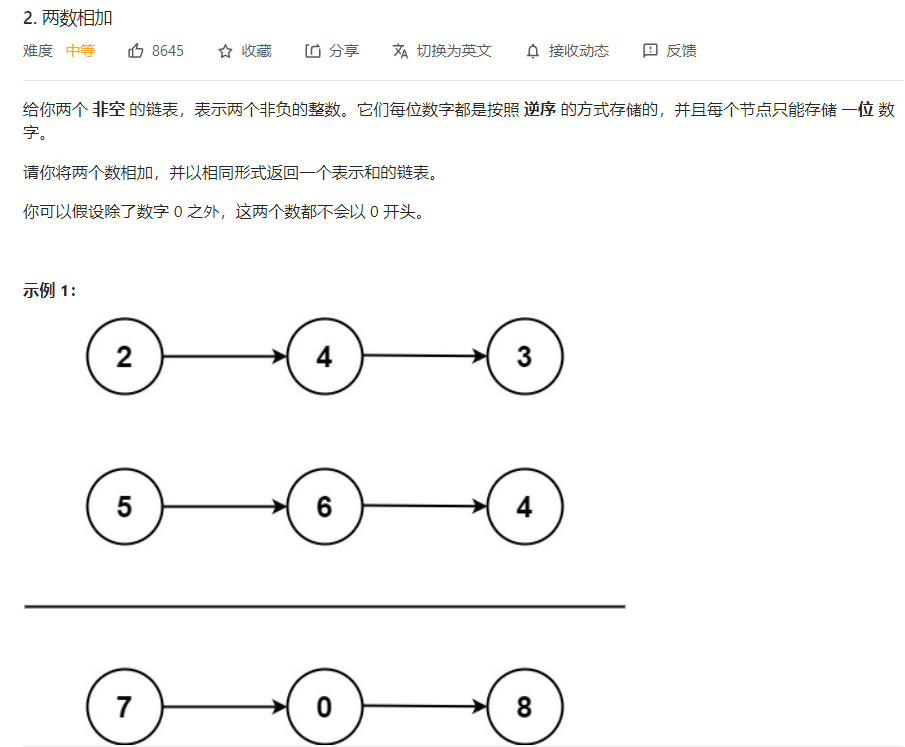 2. 两数相加
难度 中等 8645 收藏 分享 切换为英文 接收动态 反馈
给你两个 非空 的链表，表示两个非负的整数。它们每位数字都是按照 逆序 的方式存储的，并且每个节点只能存储 一位 数
字。
请你将两个数相加，并以相同形式返回一个表示和的链表。
你可以假设除了数字 0 之外，这两个数都不会以 0 开头。
示例 1：
2 4 3
5 6 4
7 0 8